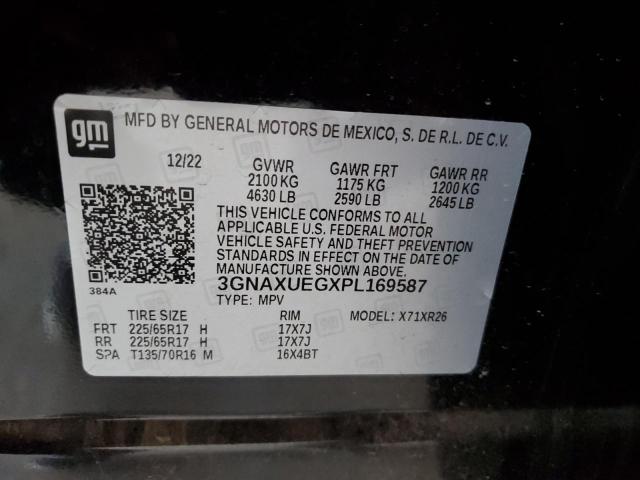 gm
MFD BY GENERAL MOTORS DE MEXICO, S. DE R.L. DE C.V.
12/22 GVWR GAWR FRT GAWR RR
2100 KG 1175 KG 1200 KG
4630 LB 2590 LB 2645 LB
THIS VEHICLE CONFORMS TO ALL
APPLICABLE U.S. FEDERAL MOTOR
VEHICLE SAFETY AND THEFT PREVENTION
STANDARDS IN EFFECT ON THE DATE OF
MANUFACTURE SHOWN ABOVE.
384A
3GNAXUEGXPL169587
TYPE: MPV MODEL: X71XR26
TIRE SIZE RIM
FRT 225/65R17 H 17X7J
RR 225/65R17 H 17X7J
SPA T135/70R16 M 16X4BT